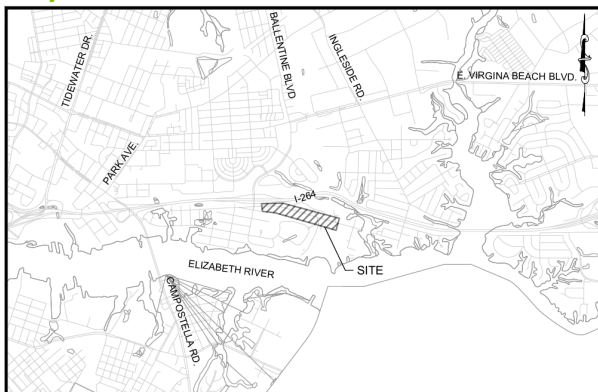 TIDEWATER DR.
BALLENTINE BLVD
INGLESIDE RD.
E. VIRGINA BEACH BLVD.
PARK AVE.
I-264
ELIZABETH RIVER
SITE
CAMPOSTELLA RD.